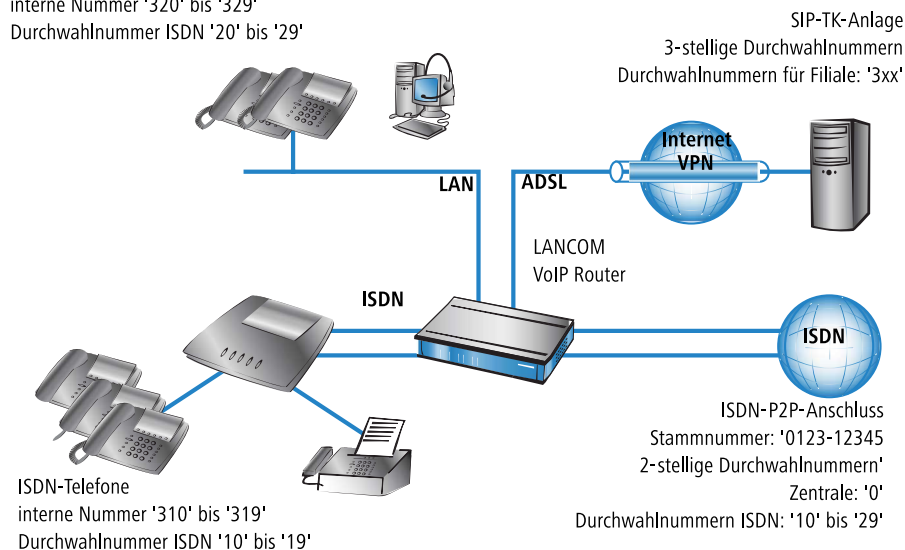 interne Nummer '320' bis '329'
Durchwahlnummer ISDN '20' bis '29'
SIP-TK-Anlage
3-stellige Durchwahlnummern
Durchwahlnummern für Filiale: '3xx'
Internet
VPN
LAN
ADSL
LANCOM
VoIP Router
ISDN
ISDN
ISDN-P2P-Anschluss
Stammnummer: '0123-12345
2-stellige Durchwahlnummern'
Zentrale: '0'
Durchwahlnummern ISDN: '10' bis '29'
ISDN-Telefone
interne Nummer '310' bis '319'
Durchwahlnummer ISDN '10' bis '19'